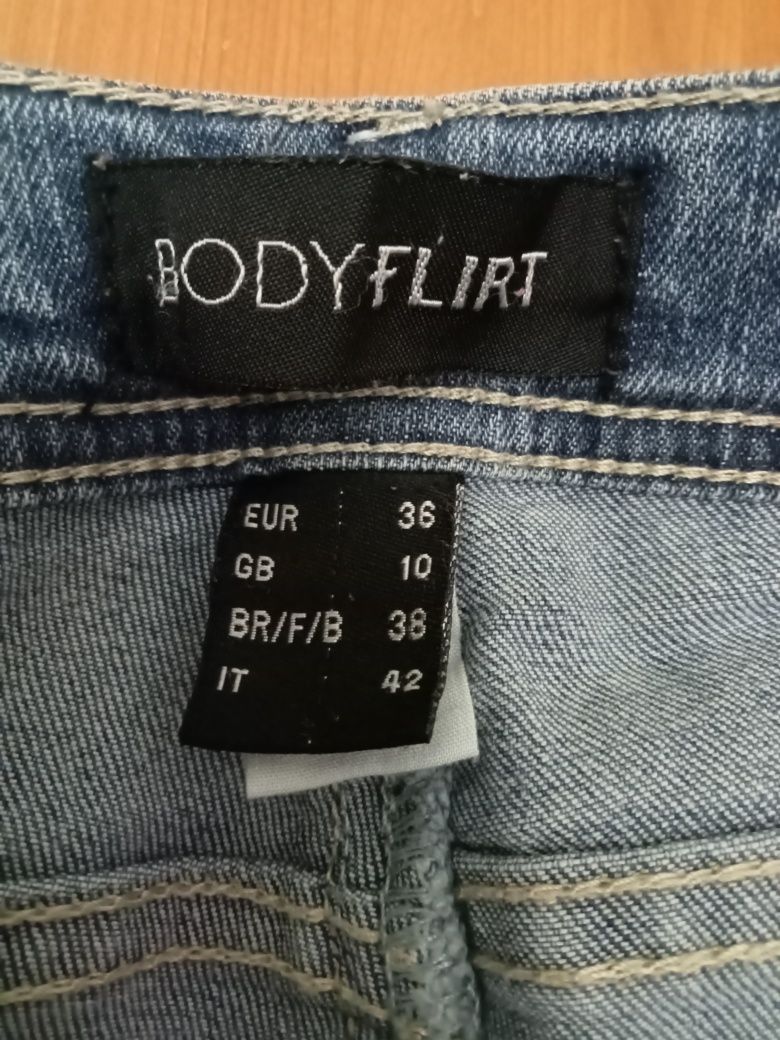 BODYFLIRT
EUR 36
GB 10
BR/F/B 38
IT 42